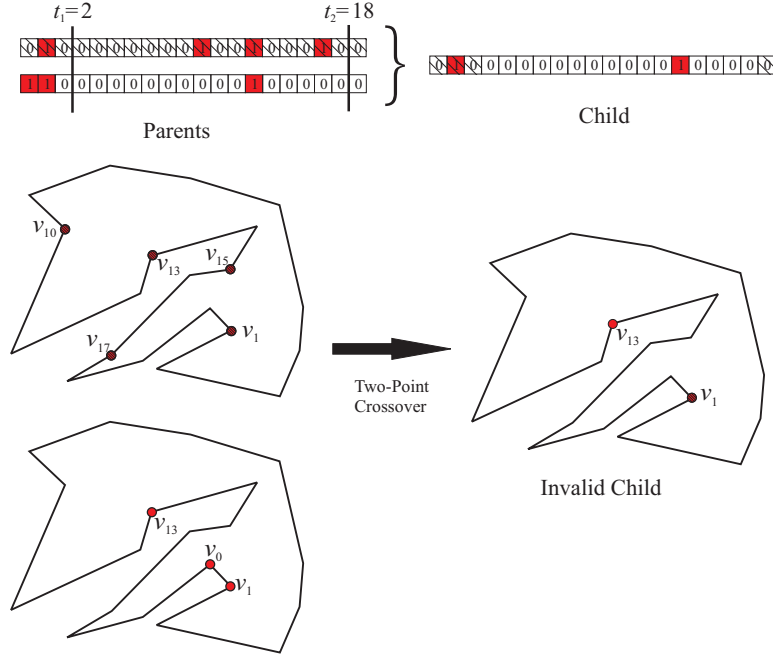 t₁=2 t₂=18
0 1 0 0 0 0 0 0 0 0 1 0 0 1 0 1 0 1 0 0
1 1 0 0 0 0 0 0 0 0 0 0 0 1 0 0 0 0 0 0
0 1 0 0 0 0 0 0 0 0 0 0 0 0 1 0 0 0 0 0
Parents
Child
v₁₀
v₁₃
v₁₅
v₁₇
v₁
Two-Point
Crossover
v₁₃
v₁
Invalid Child
v₁₃
v₀
v₁